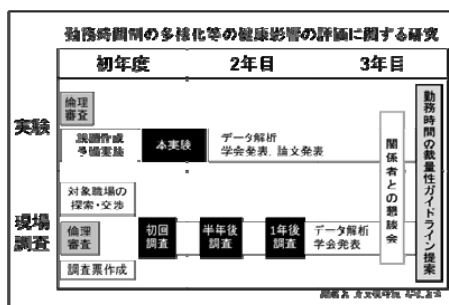 勤務時間制の多様化等の健康影響の評価に関する研究
初年度
2年目
3年目
実験
倫理
審査
課題作成
予備実施
本実験
データ解析
学会発表、論文発表
現場
調査
対象職場の
探索・交渉
倫理
審査
調査票作成
初回
調査
半年後
調査
1年後
調査
データ解析
学会発表
関係者との懇談会
勤務時間の裁量性ガイドライン提案